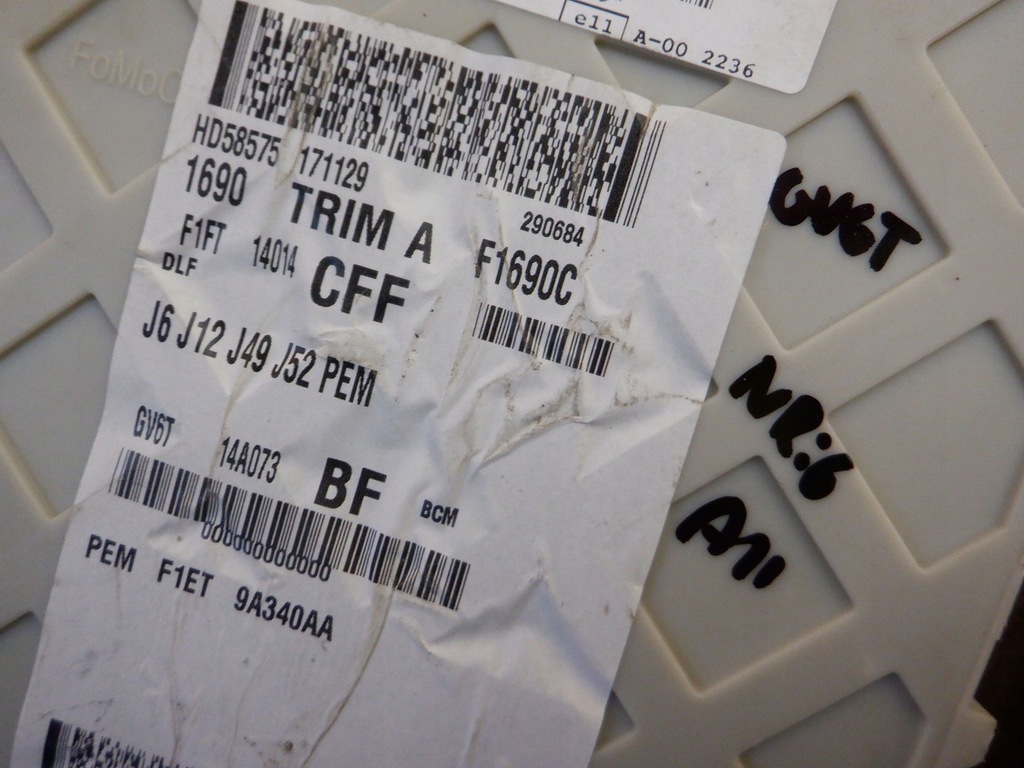 e11 A-00 2236
FoMoC
HD58575 171129
1690 TRIM A 290684
F1FT 14014 CFF F1690C
DLF
J6 J12 J49 J52 PEM
GV6T 14A073 BF BCM
000000000000
PEM F1ET 9A340AA
GV6T
NR:6